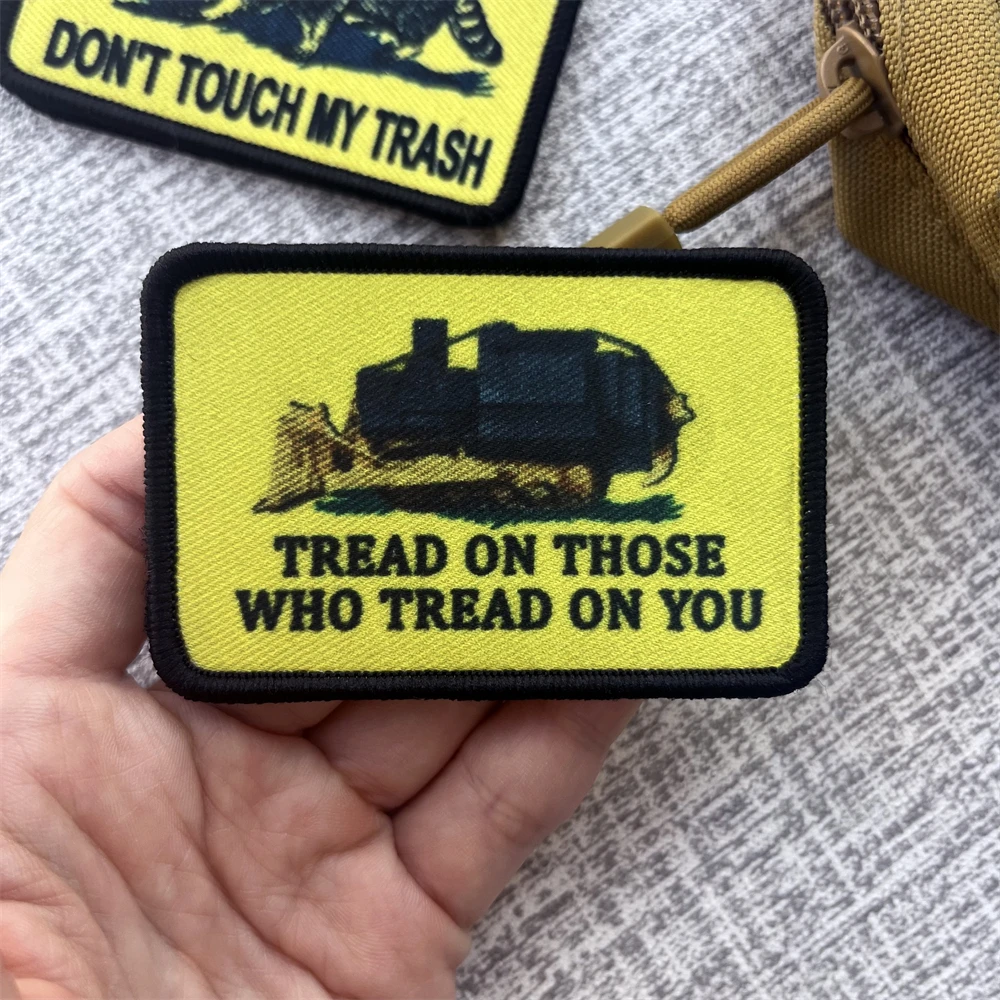 DON'T TOUCH MY TRASH
TREAD ON THOSE
WHO TREAD ON YOU